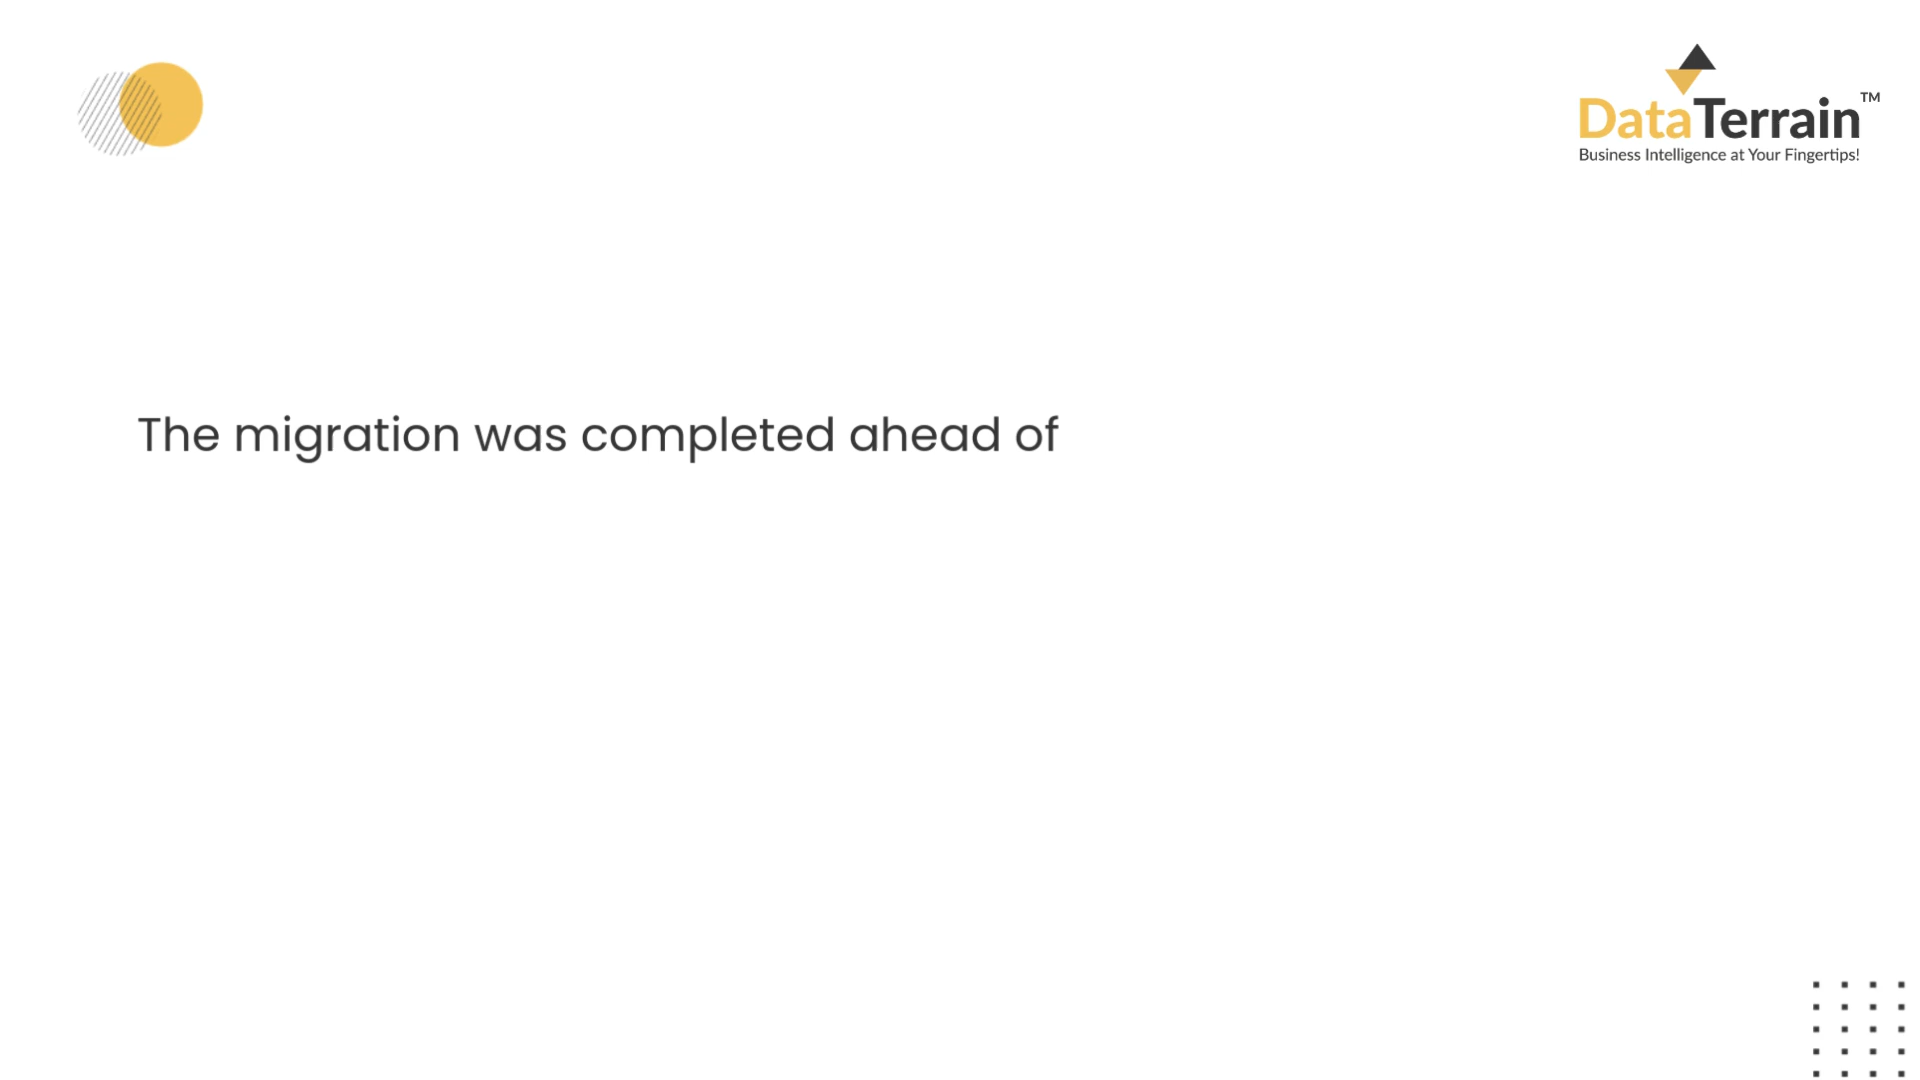 DataTerrain™
Business Intelligence at Your Fingertips!
The migration was completed ahead of